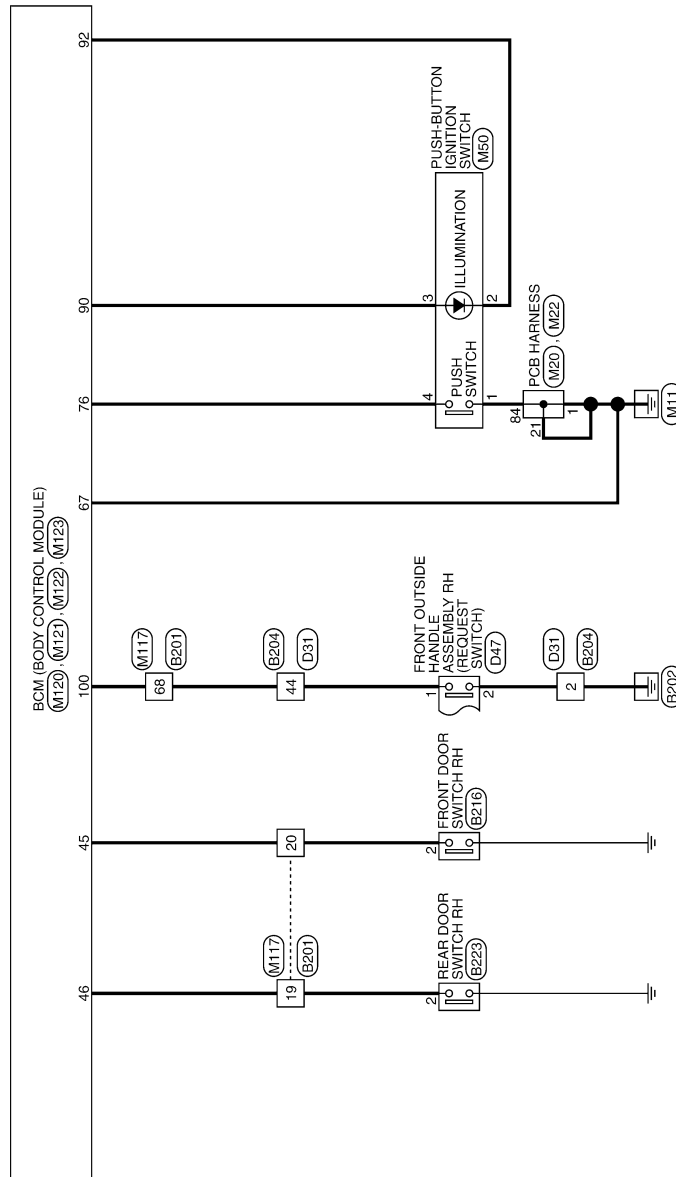 BCM (BODY CONTROL MODULE)
M120 , M121 , M122 , M123
46
45
100
67
76
90
92
M117
B201
19
20
M117
B201
68
B204
D31
44
REAR DOOR
SWITCH RH
B223
2
FRONT DOOR
SWITCH RH
B216
2
FRONT OUTSIDE
HANDLE
ASSEMBLY RH
(REQUEST
SWITCH)
D47
1
2
D31
B204
2
B202
PUSH-BUTTON
IGNITION
SWITCH
M50
4
PUSH
SWITCH
1
3
ILLUMINATION
2
PCB HARNESS
M20 , M22
84
21
1
M11